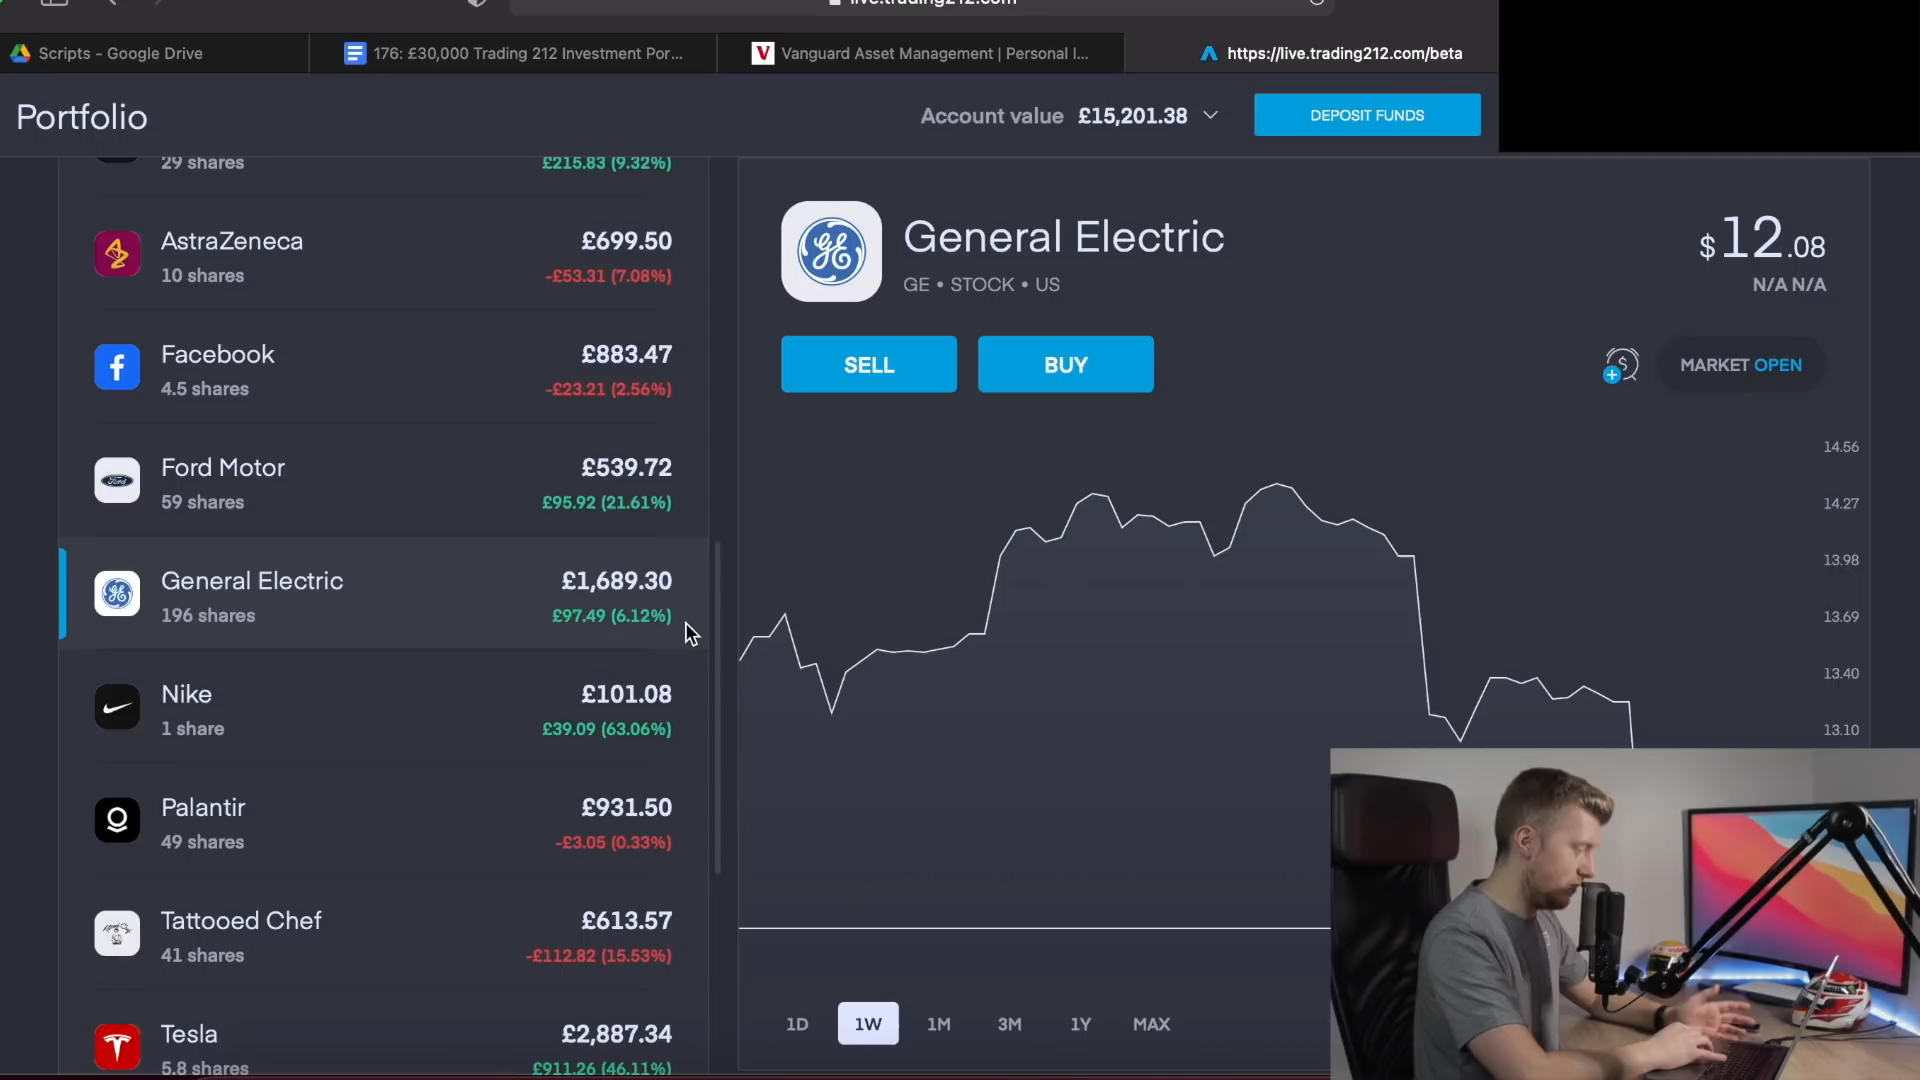 live.trading212.com
Scripts - Google Drive
176: £30,000 Trading 212 Investment Por...
Vanguard Asset Management | Personal I...
https://live.trading212.com/beta
Portfolio
Account value £15,201.38
DEPOSIT FUNDS
29 shares £215.83 (9.32%)
AstraZeneca £699.50
10 shares -£53.31 (7.08%)
Facebook £883.47
4.5 shares -£23.21 (2.56%)
Ford Motor £539.72
59 shares £95.92 (21.61%)
General Electric £1,689.30
196 shares £97.49 (6.12%)
Nike £101.08
1 share £39.09 (63.06%)
Palantir £931.50
49 shares -£3.05 (0.33%)
Tattooed Chef £613.57
41 shares -£112.82 (15.53%)
Tesla £2,887.34
5.8 shares £911.26 (46.11%)
General Electric
$12.08
GE • STOCK • US
N/A N/A
SELL
BUY
MARKET OPEN
14.56
14.27
13.98
13.69
13.40
13.10
1D 1W 1M 3M 1Y MAX